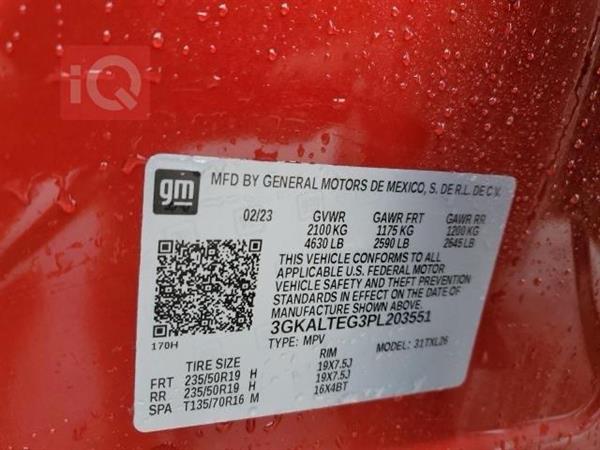 iQ
gm
MFD BY GENERAL MOTORS DE MEXICO, S. DE R.L. DE C.V.
02/23 GVWR GAWR FRT GAWR RR
2100 KG 1175 KG 1200 KG
4630 LB 2590 LB 2645 LB
THIS VEHICLE CONFORMS TO ALL
APPLICABLE U.S. FEDERAL MOTOR
VEHICLE SAFETY AND THEFT PREVENTION
STANDARDS IN EFFECT ON THE DATE OF
MANUFACTURE SHOWN ABOVE.
3GKALTEG3PL203551
170H TYPE: MPV MODEL: 31TXL26
TIRE SIZE RIM
FRT 235/50R19 H 19X7.5J
RR 235/50R19 H 19X7.5J
SPA T135/70R16 M 16X4BT